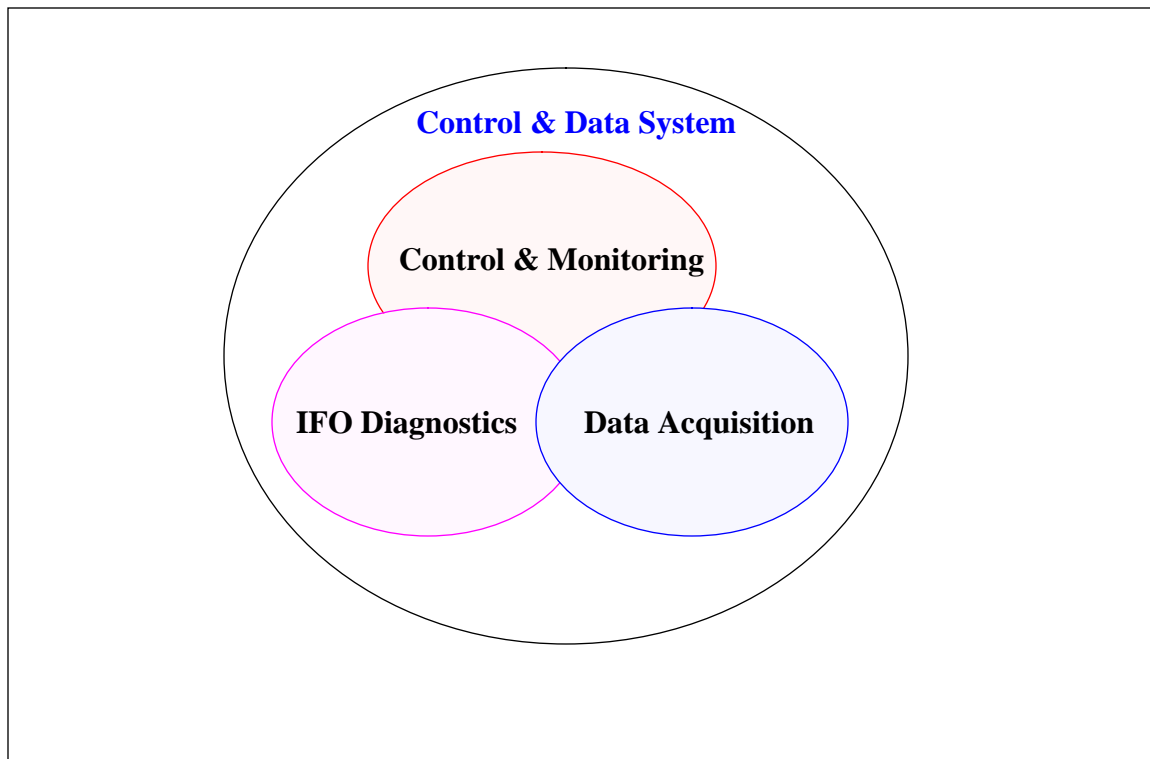 Control & Data System
Control & Monitoring
IFO Diagnostics
Data Acquisition